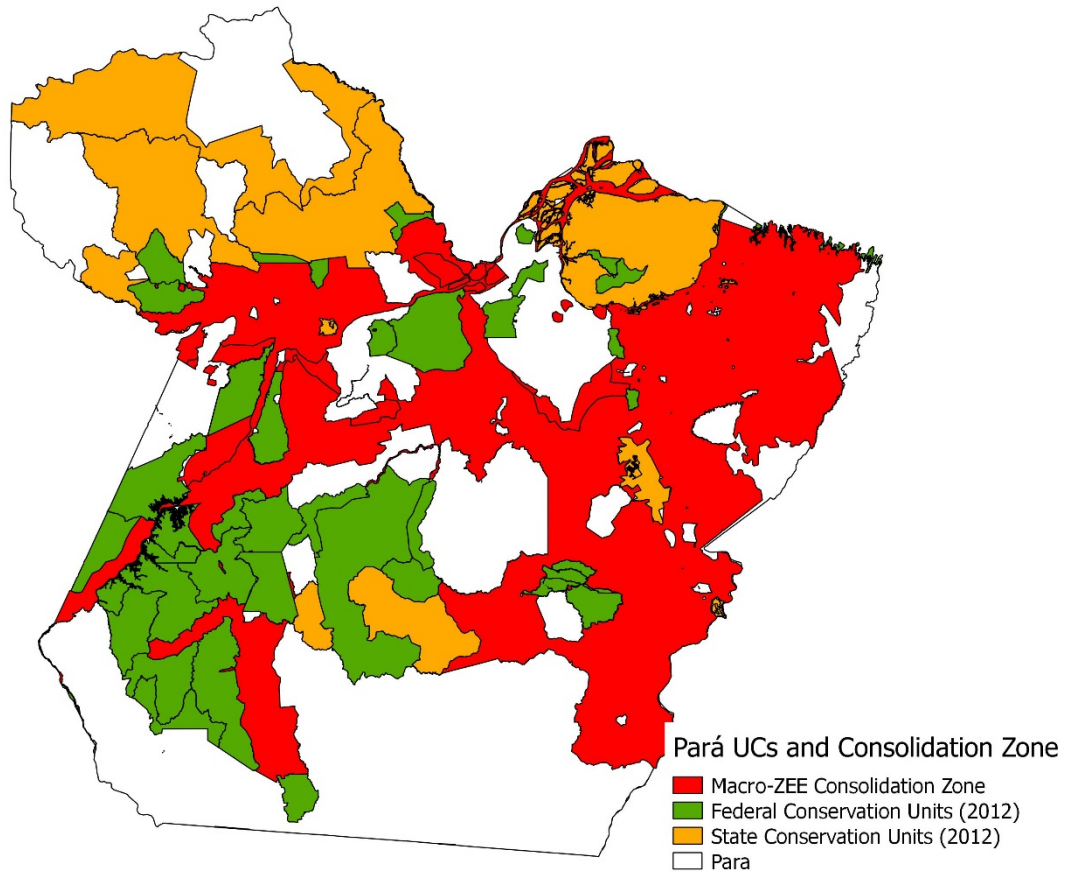 Pará UCs and Consolidation Zone
Macro-ZEE Consolidation Zone
Federal Conservation Units (2012)
State Conservation Units (2012)
Para